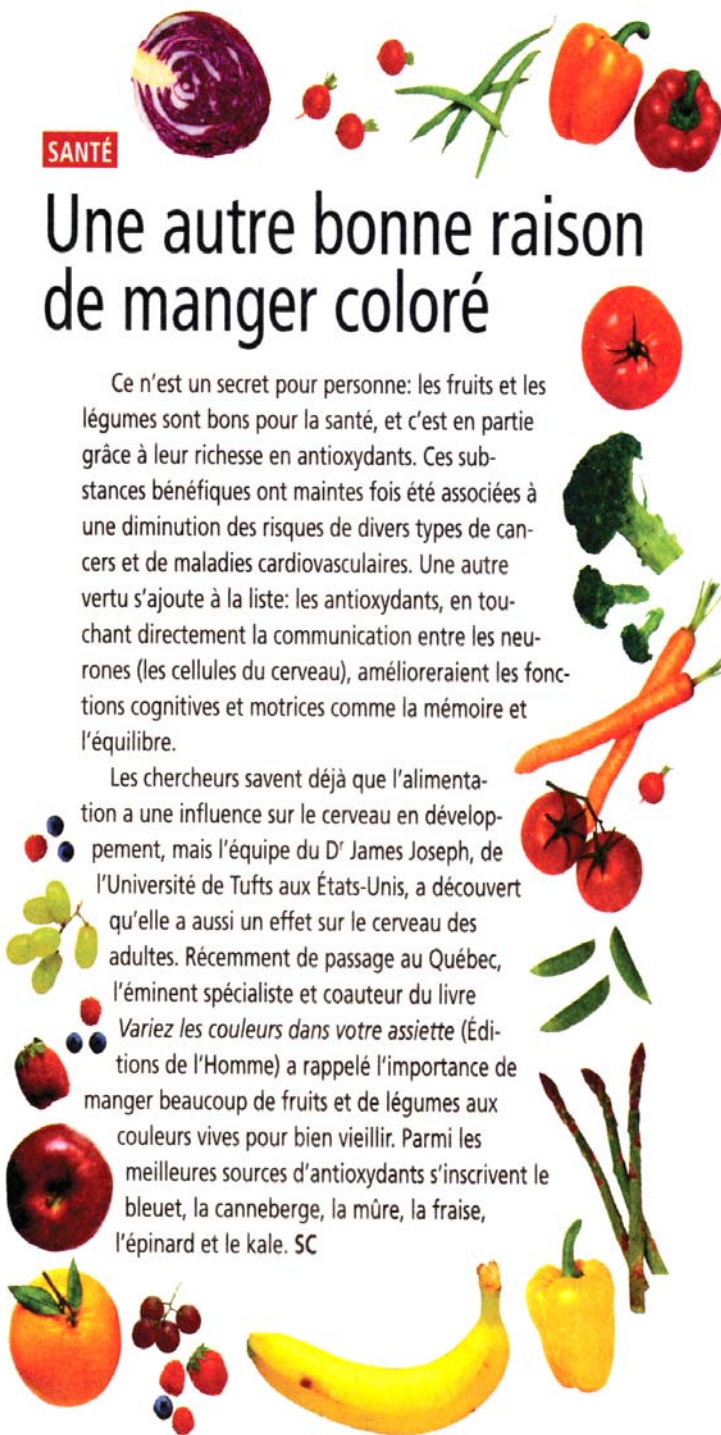 SANTÉ
Une autre bonne raison
de manger coloré
Ce n'est un secret pour personne: les fruits et les
légumes sont bons pour la santé, et c'est en partie
grâce à leur richesse en antioxydants. Ces sub-
stances bénéfiques ont maintes fois été associées à
une diminution des risques de divers types de can-
cers et de maladies cardiovasculaires. Une autre
vertu s'ajoute à la liste: les antioxydants, en tou-
chant directement la communication entre les neu-
rones (les cellules du cerveau), amélioreraient les fonc-
tions cognitives et motrices comme la mémoire et
l'équilibre.
Les chercheurs savent déjà que l'alimenta-
tion a une influence sur le cerveau en dévelop-
pement, mais l'équipe du Dr James Joseph, de
l'Université de Tufts aux États-Unis, a découvert
qu'elle a aussi un effet sur le cerveau des
adultes. Récemment de passage au Québec,
l'éminent spécialiste et coauteur du livre
Variez les couleurs dans votre assiette (Édi-
tions de l'Homme) a rappelé l'importance de
manger beaucoup de fruits et de légumes aux
couleurs vives pour bien vieillir. Parmi les
meilleures sources d'antioxydants s'inscrivent le
bleuet, la canneberge, la mûre, la fraise,
l'épinard et le kale. SC